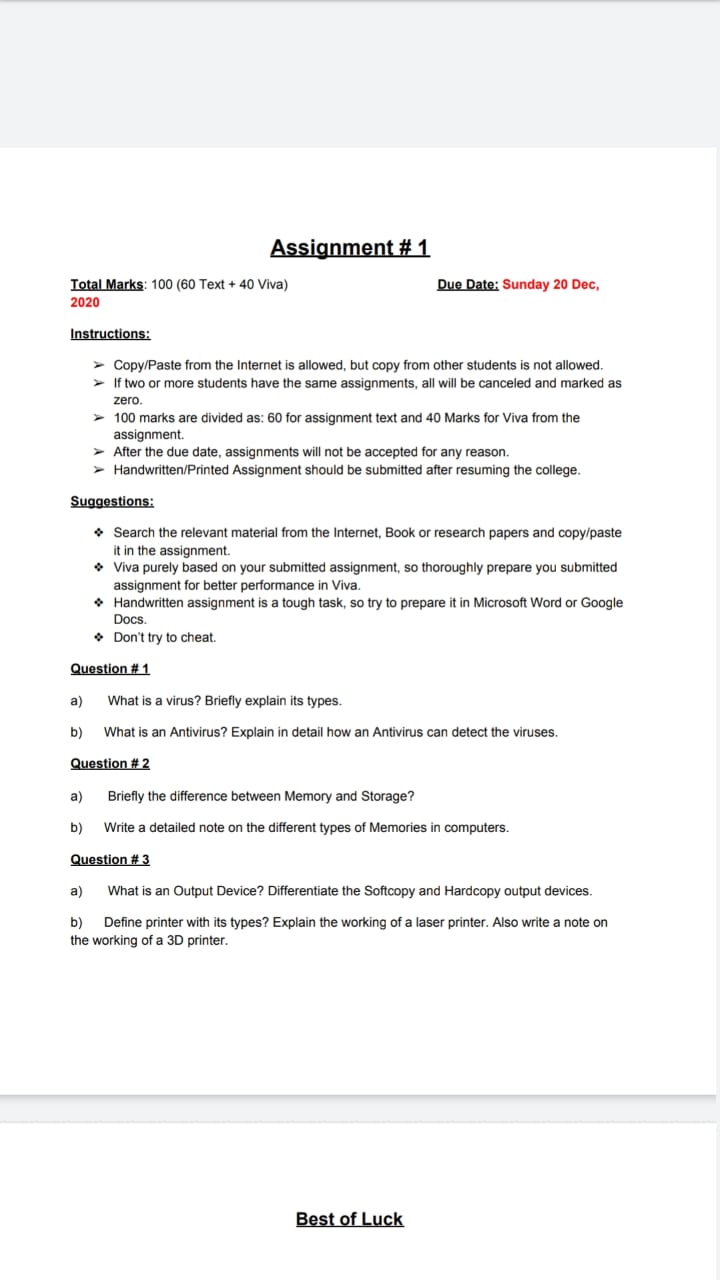 Assignment # 1
Total Marks: 100 (60 Text + 40 Viva) Due Date: Sunday 20 Dec,
2020
Instructions:
➢ Copy/Paste from the Internet is allowed, but copy from other students is not allowed.
➢ If two or more students have the same assignments, all will be canceled and marked as
zero.
➢ 100 marks are divided as: 60 for assignment text and 40 Marks for Viva from the
assignment.
➢ After the due date, assignments will not be accepted for any reason.
➢ Handwritten/Printed Assignment should be submitted after resuming the college.
Suggestions:
❖ Search the relevant material from the Internet, Book or research papers and copy/paste
it in the assignment.
❖ Viva purely based on your submitted assignment, so thoroughly prepare you submitted
assignment for better performance in Viva.
❖ Handwritten assignment is a tough task, so try to prepare it in Microsoft Word or Google
Docs.
❖ Don't try to cheat.
Question # 1
a) What is a virus? Briefly explain its types.
b) What is an Antivirus? Explain in detail how an Antivirus can detect the viruses.
Question # 2
a) Briefly the difference between Memory and Storage?
b) Write a detailed note on the different types of Memories in computers.
Question # 3
a) What is an Output Device? Differentiate the Softcopy and Hardcopy output devices.
b) Define printer with its types? Explain the working of a laser printer. Also write a note on
the working of a 3D printer.
Best of Luck